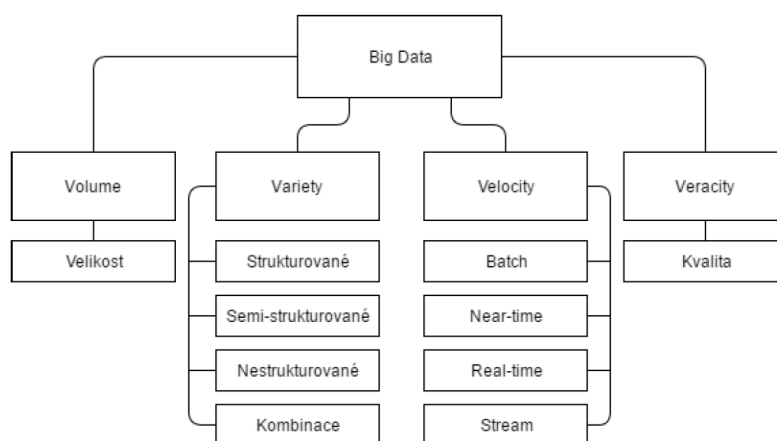 Big Data
Volume
Variety
Velocity
Veracity
Velikost
Strukturované
Batch
Kvalita
Semi-strukturované
Near-time
Nestrukturované
Real-time
Kombinace
Stream